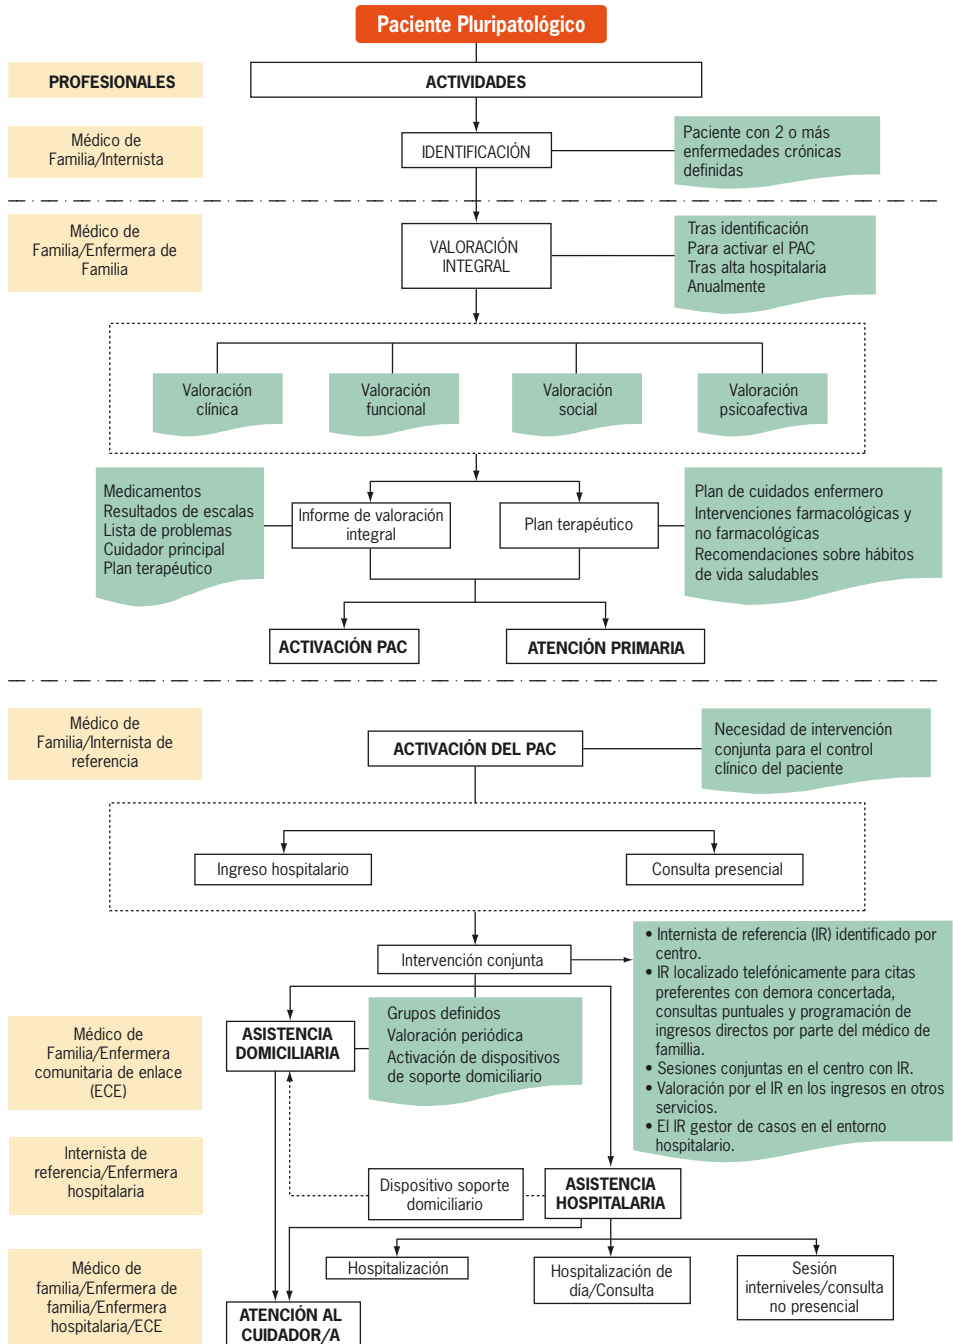 Paciente Pluripatológico
PROFESIONALES
ACTIVIDADES
Médico de
Familia/Internista
IDENTIFICACIÓN
Paciente con 2 o más
enfermedades crónicas
definidas
Médico de
Familia/Enfermera de
Familia
VALORACIÓN
INTEGRAL
Tras identificación
Para activar el PAC
Tras alta hospitalaria
Anualmente
Valoración
clínica
Valoración
funcional
Valoración
social
Valoración
psicoafectiva
Medicamentos
Resultados de escalas
Lista de problemas
Cuidador principal
Plan terapéutico
Informe de valoración
integral
Plan terapéutico
Plan de cuidados enfermero
Intervenciones farmacológicas y
no farmacológicas
Recomendaciones sobre hábitos
de vida saludables
ACTIVACIÓN PAC
ATENCIÓN PRIMARIA
Médico de
Familia/Internista de
referencia
ACTIVACIÓN DEL PAC
Necesidad de intervención
conjunta para el control
clínico del paciente
Ingreso hospitalario
Consulta presencial
Intervención conjunta
• Internista de referencia (IR) identificado por
centro.
• IR localizado telefónicamente para citas
preferentes con demora concertada,
consultas puntuales y programación de
ingresos directos por parte del médico de
famillia.
• Sesiones conjuntas en el centro con IR.
• Valoración por el IR en los ingresos en otros
servicios.
• El IR gestor de casos en el entorno
hospitalario.
Médico de
Familia/Enfermera
comunitaria de enlace
(ECE)
ASISTENCIA
DOMICILIARIA
Grupos definidos
Valoración periódica
Activación de dispositivos
de soporte domiciliario
Internista de
referencia/Enfermera
hospitalaria
Dispositivo soporte
domiciliario
ASISTENCIA
HOSPITALARIA
Médico de
familia/Enfermera de
familia/Enfermera
hospitalaria/ECE
Hospitalización
Hospitalización de
día/Consulta
Sesión
interniveles/consulta
no presencial
ATENCIÓN AL
CUIDADOR/A